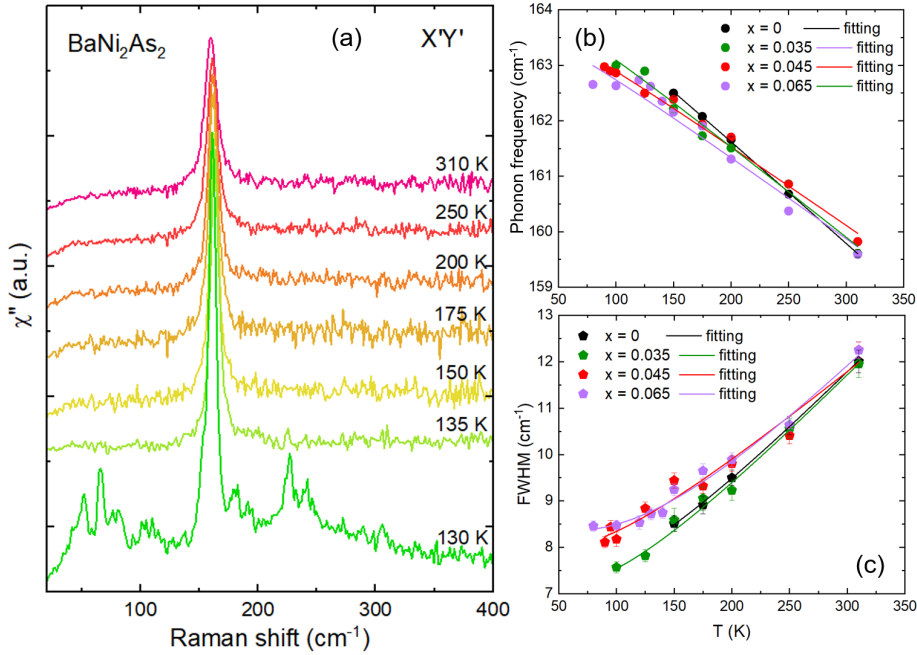 BaNi2As2
(a)
X'Y'
310 K
250 K
200 K
175 K
150 K
135 K
130 K
χ" (a.u.)
100
200
300
400
Raman shift (cm-1)
(b)
x = 0 fitting
x = 0.035 fitting
x = 0.045 fitting
x = 0.065 fitting
164
163
162
161
160
159
Phonon frequency (cm-1)
50 100 150 200 250 300 350
x = 0 fitting
x = 0.035 fitting
x = 0.045 fitting
x = 0.065 fitting
13
12
11
10
9
8
7
FWHM (cm-1)
(c)
50 100 150 200 250 300 350
T (K)